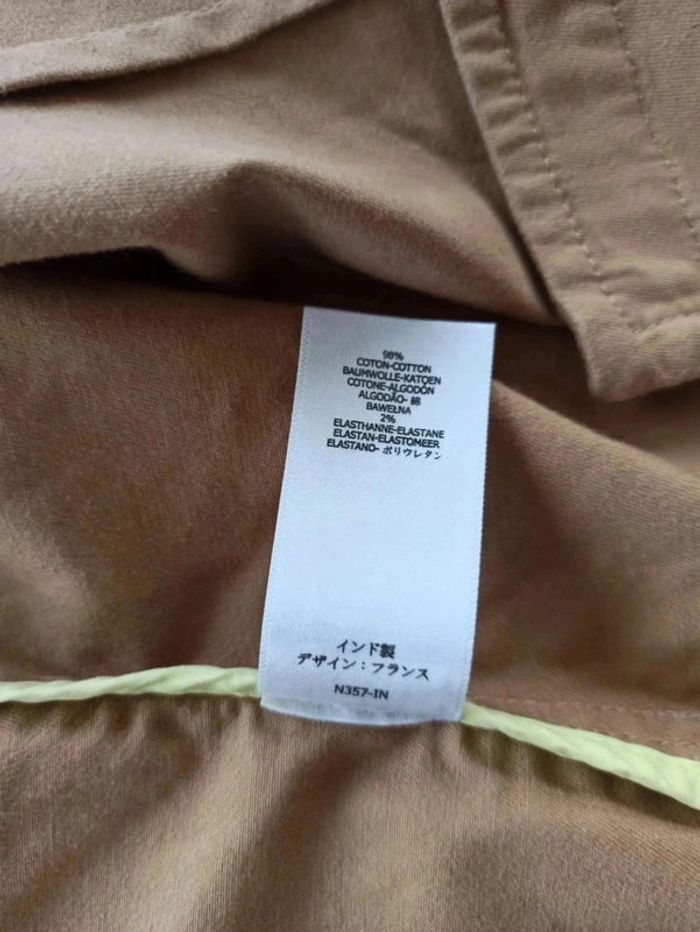 98%
COTON-COTTON
BAUMWOLLE-KATOEN
COTONE-ALGODÓN
ALGODÃO- 綿
BAWEŁNA
2%
ELASTHANNE-ELASTANE
ELASTAN-ELASTOMEER
ELASTANO- ポリウレタン
インド製
デザイン：フランス
N357-IN